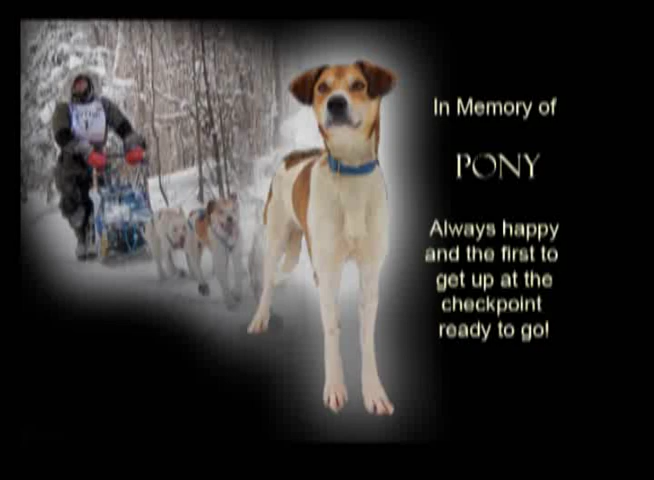 In Memory of
PONY
Always happy
and the first to
get up at the
checkpoint
ready to go!